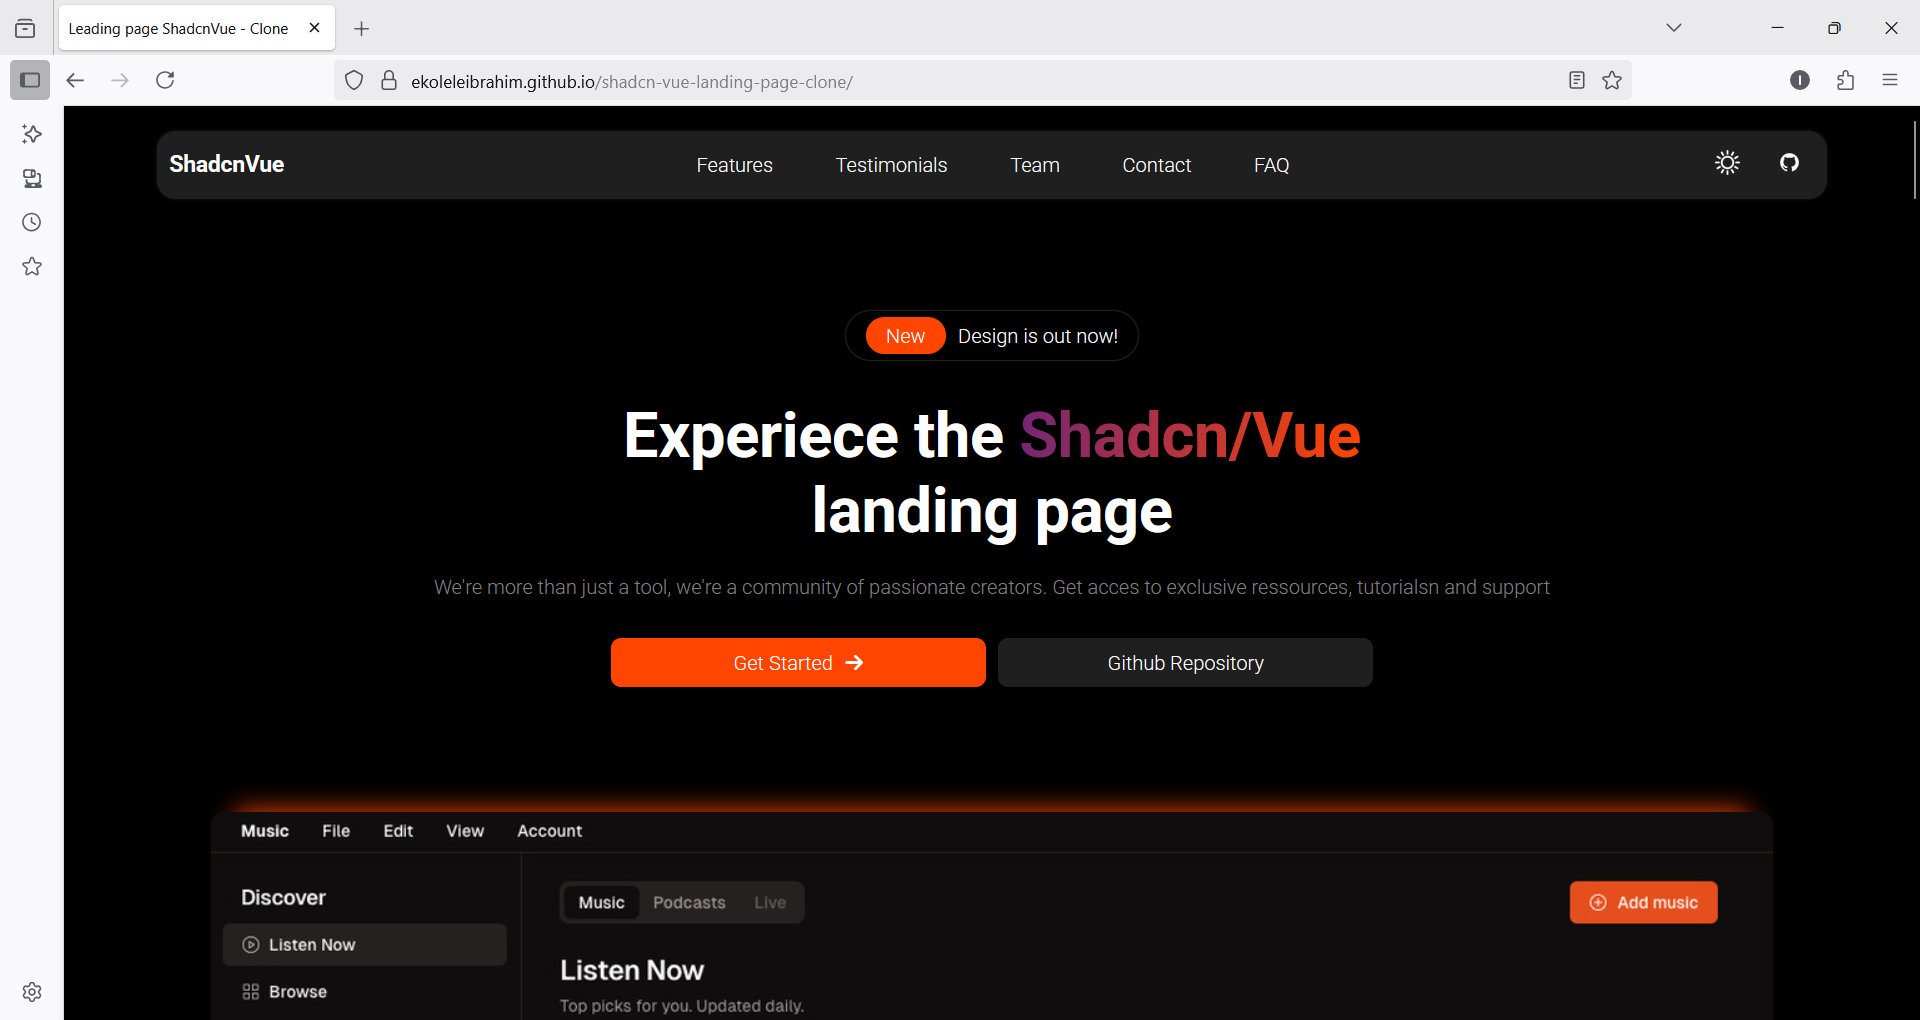 Leading page ShadcnVue - Clone
ekoleleibrahim.github.io/shadcn-vue-landing-page-clone/
I
ShadcnVue
Features
Testimonials
Team
Contact
FAQ
New
Design is out now!
Experiece the Shadcn/Vue
landing page
We're more than just a tool, we're a community of passionate creators. Get acces to exclusive ressources, tutorialsn and support
Get Started
Github Repository
Music
File
Edit
View
Account
Discover
Listen Now
Browse
Music
Podcasts
Live
Add music
Listen Now
Top picks for you. Updated daily.